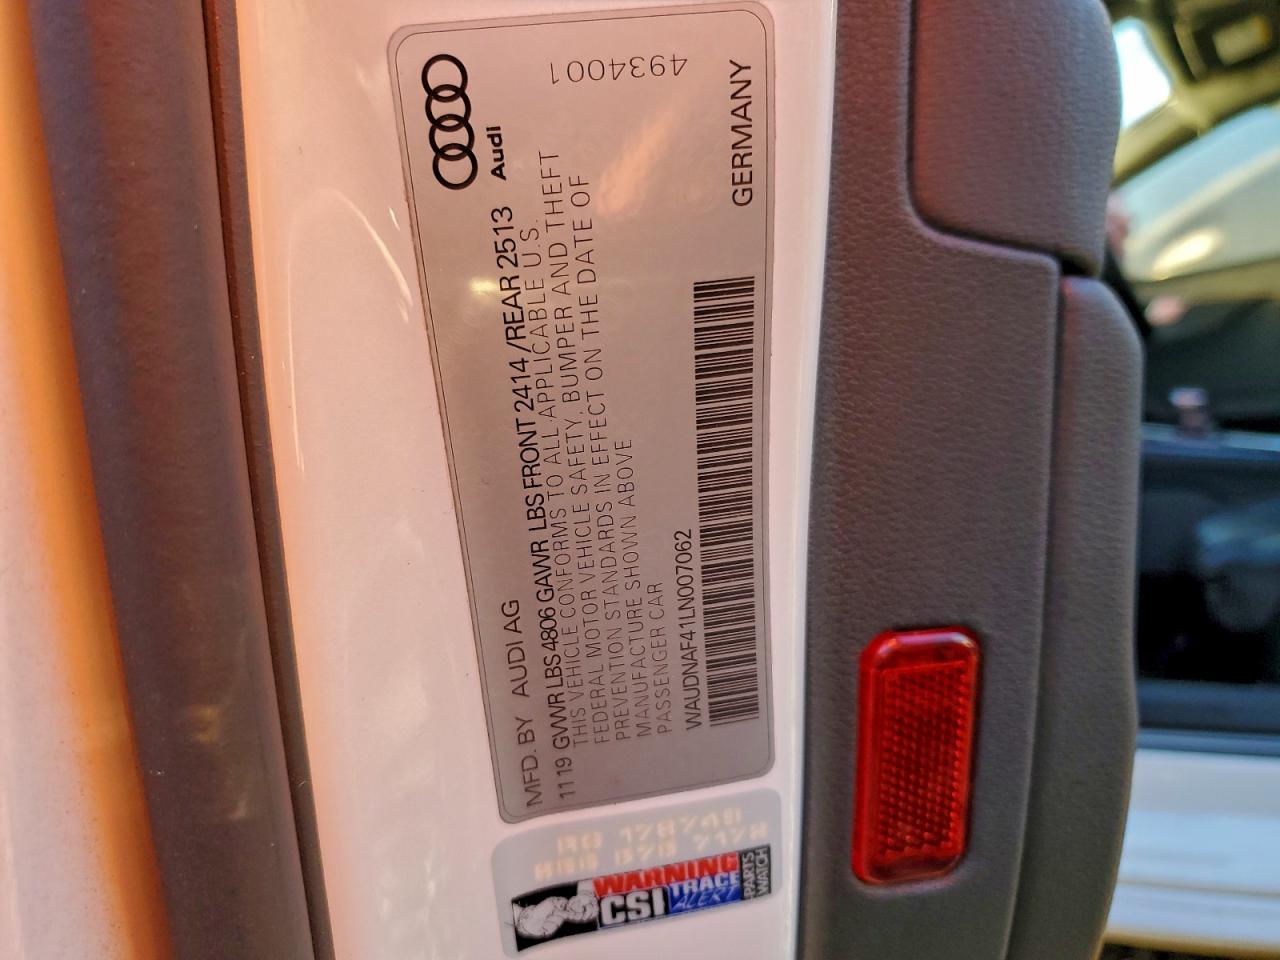 Audi
4934001
MFD. BY AUDI AG
1119 GVWR LBS 4806 GAWR LBS FRONT 2414 /REAR 2513
THIS VEHICLE CONFORMS TO ALL APPLICABLE U.S.
FEDERAL MOTOR VEHICLE SAFETY, BUMPER AND THEFT
PREVENTION STANDARDS IN EFFECT ON THE DATE OF
MANUFACTURE SHOWN ABOVE
PASSENGER CAR
WAUDNAF41LN007062
GERMANY
WARNING
CSI TRACE
ALERT
PARTS
WATCH